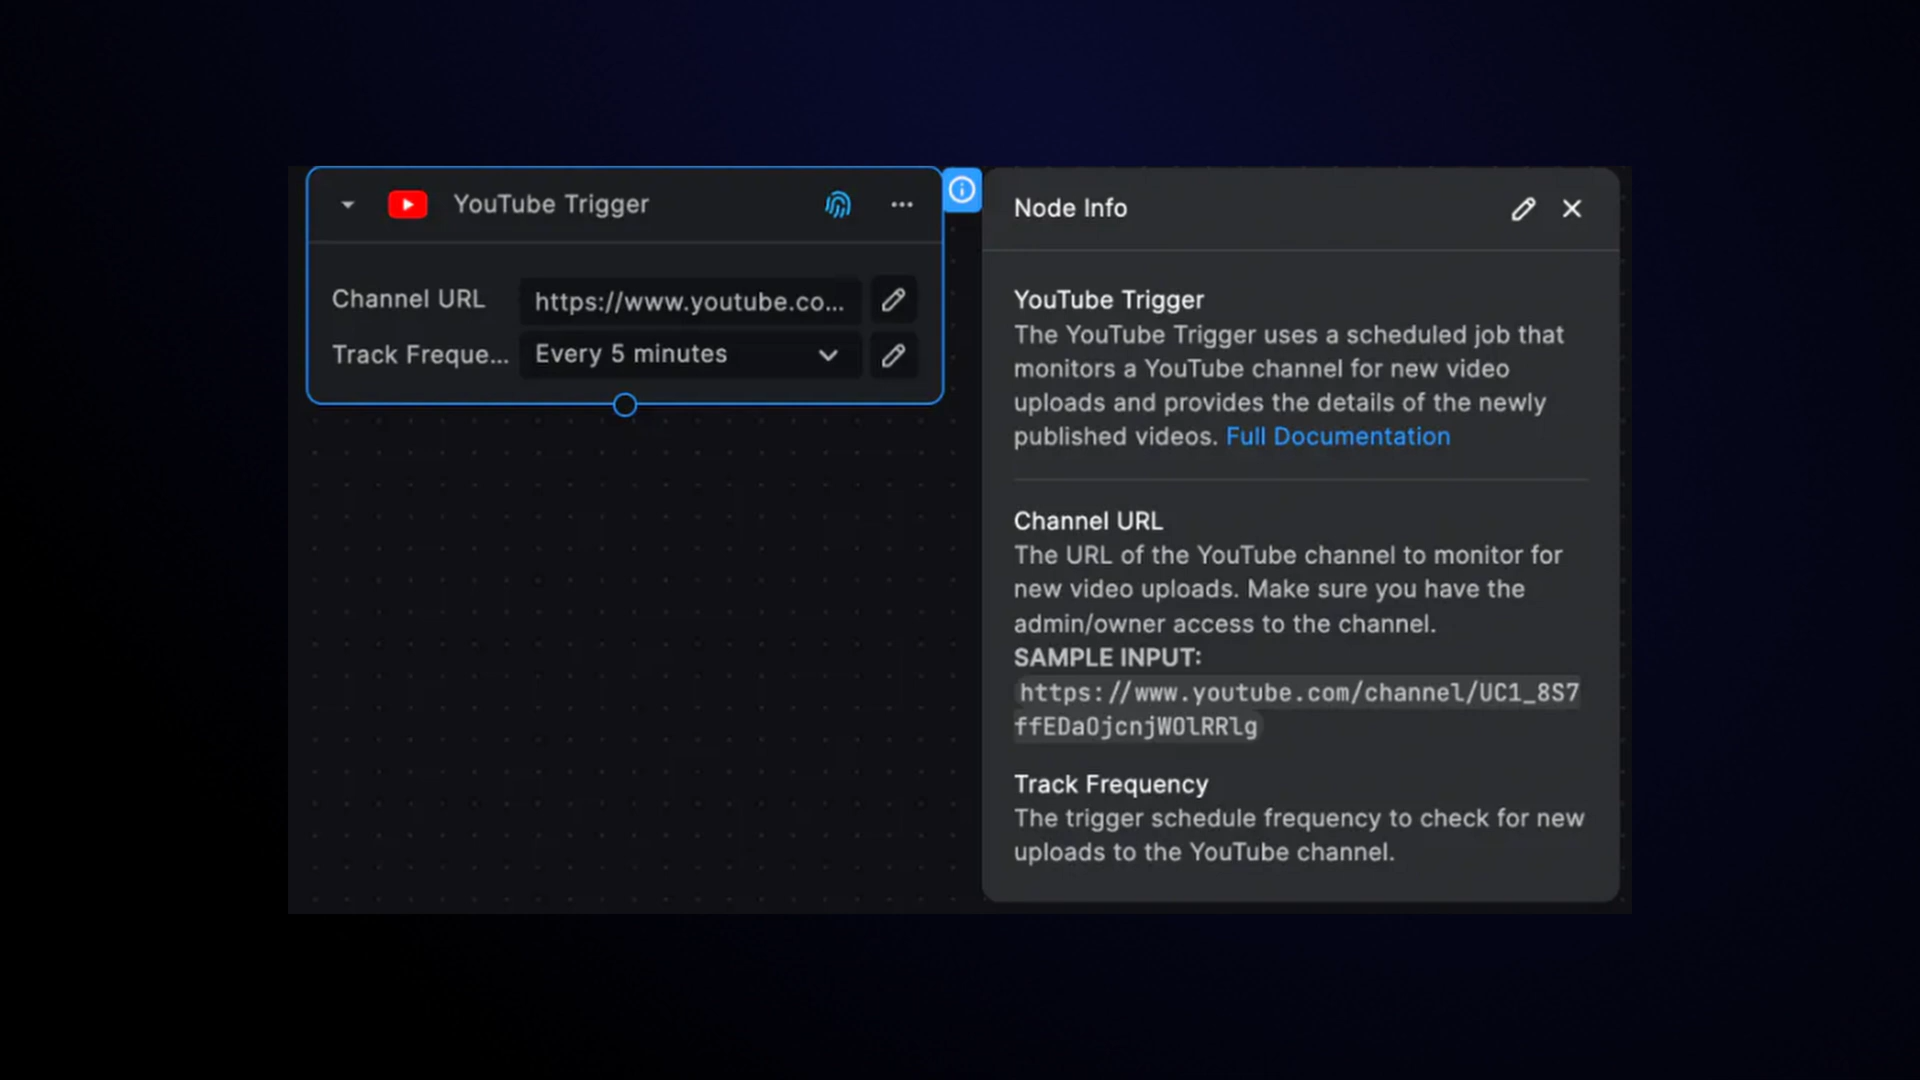 YouTube Trigger
Channel URL
https://www.youtube.co...
Track Freque...
Every 5 minutes
Node Info
YouTube Trigger
The YouTube Trigger uses a scheduled job that
monitors a YouTube channel for new video
uploads and provides the details of the newly
published videos. Full Documentation
Channel URL
The URL of the YouTube channel to monitor for
new video uploads. Make sure you have the
admin/owner access to the channel.
SAMPLE INPUT:
https://www.youtube.com/channel/UC1_8S7
ffEDaOjcnjWOlRRlg
Track Frequency
The trigger schedule frequency to check for new
uploads to the YouTube channel.